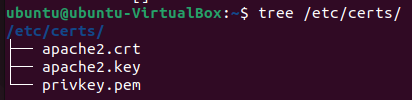 ubuntu@ubuntu-VirtualBox:~$ tree /etc/certs/
/etc/certs/
├── apache2.crt
├── apache2.key
└── privkey.pem